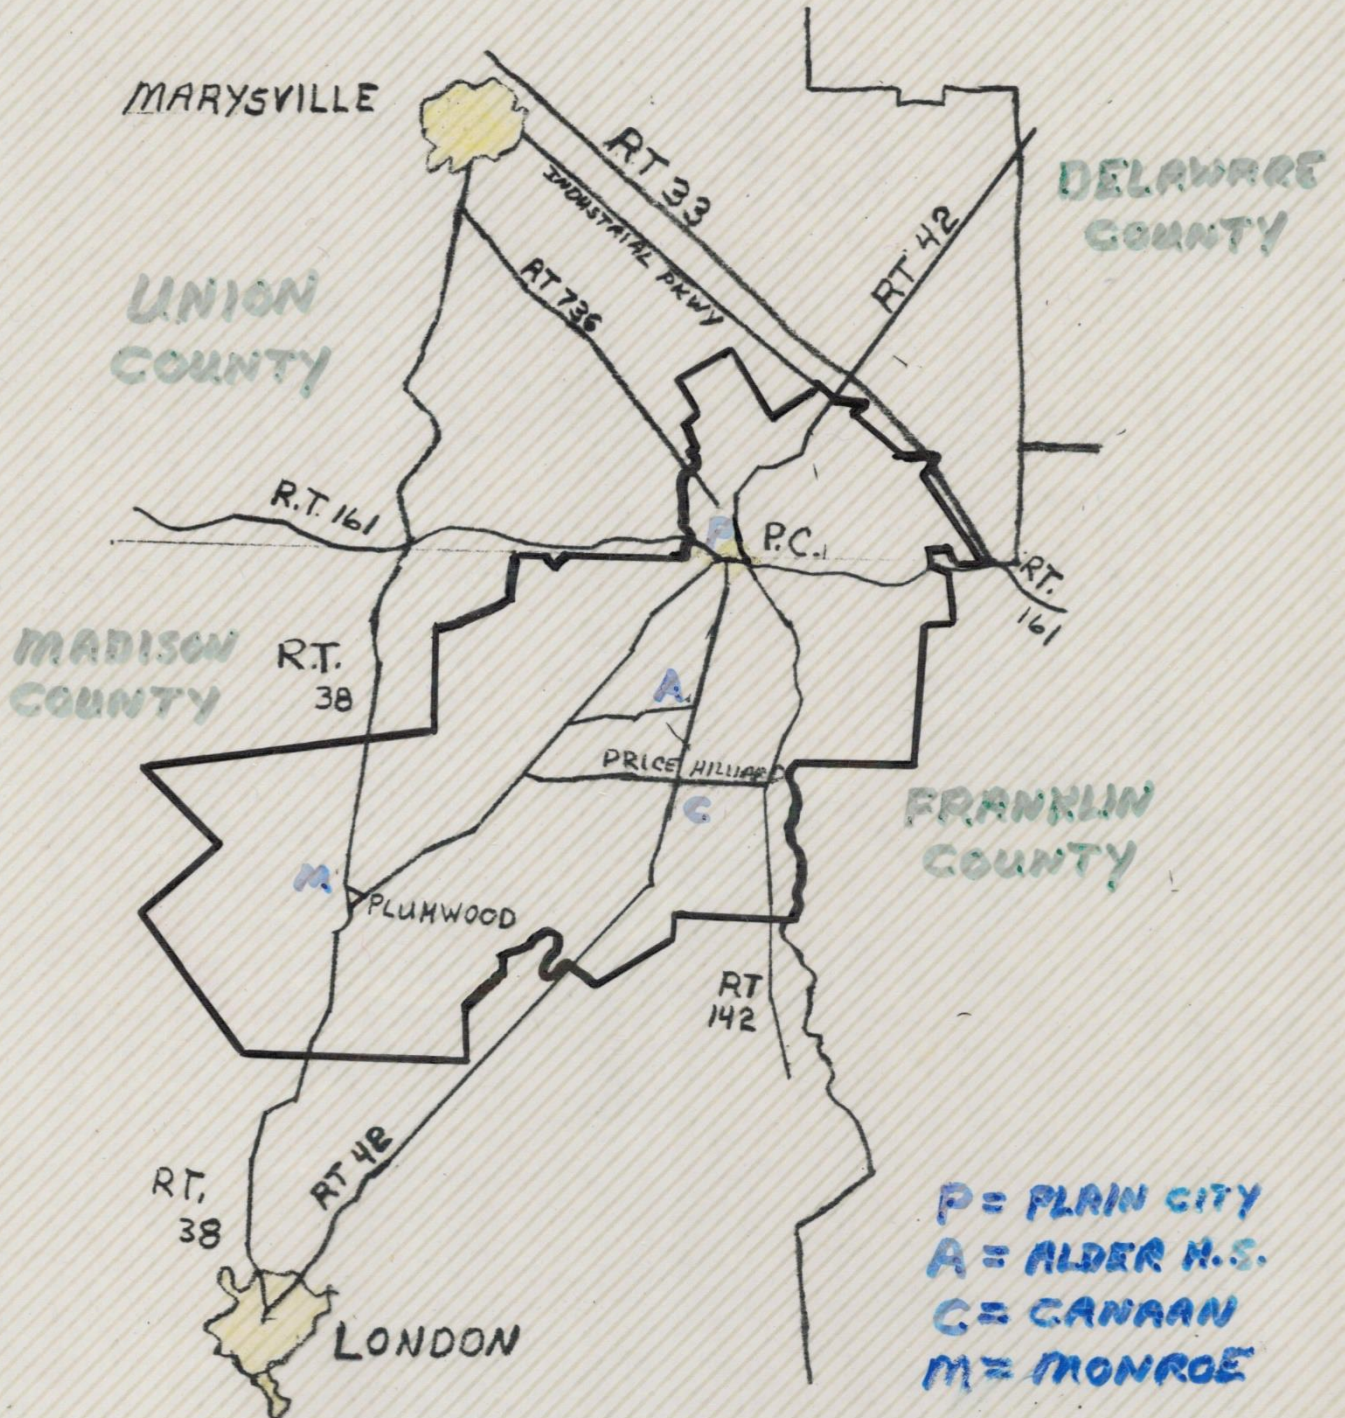 MARYSVILLE
RT 33
INDUSTRIAL PKWY
DELAWARE
COUNTY
RT 42
RT 736
UNION
COUNTY
R.T. 161
P
P.C.
RT.
161
MADISON
COUNTY
R.T.
38
A.
PRICE HILLIARD
C
FRANKLIN
COUNTY
M
PLUMWOOD
RT
142
RT 42
RT.
38
LONDON
P = PLAIN CITY
A = ALDER H.S.
C = CANAAN
M = MONROE